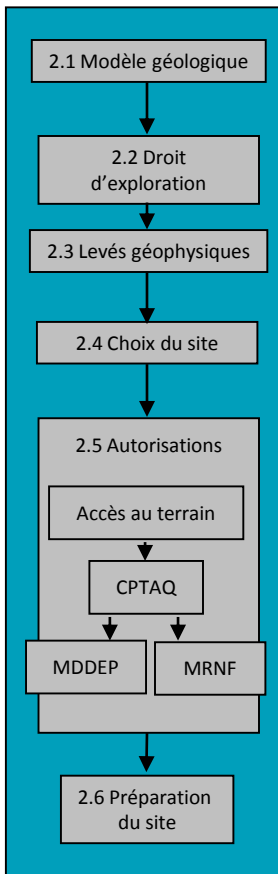 2.1 Modèle géologique
2.2 Droit
d’exploration
2.3 Levés géophysiques
2.4 Choix du site
2.5 Autorisations
Accès au terrain
CPTAQ
MDDEP
MRNF
2.6 Préparation
du site